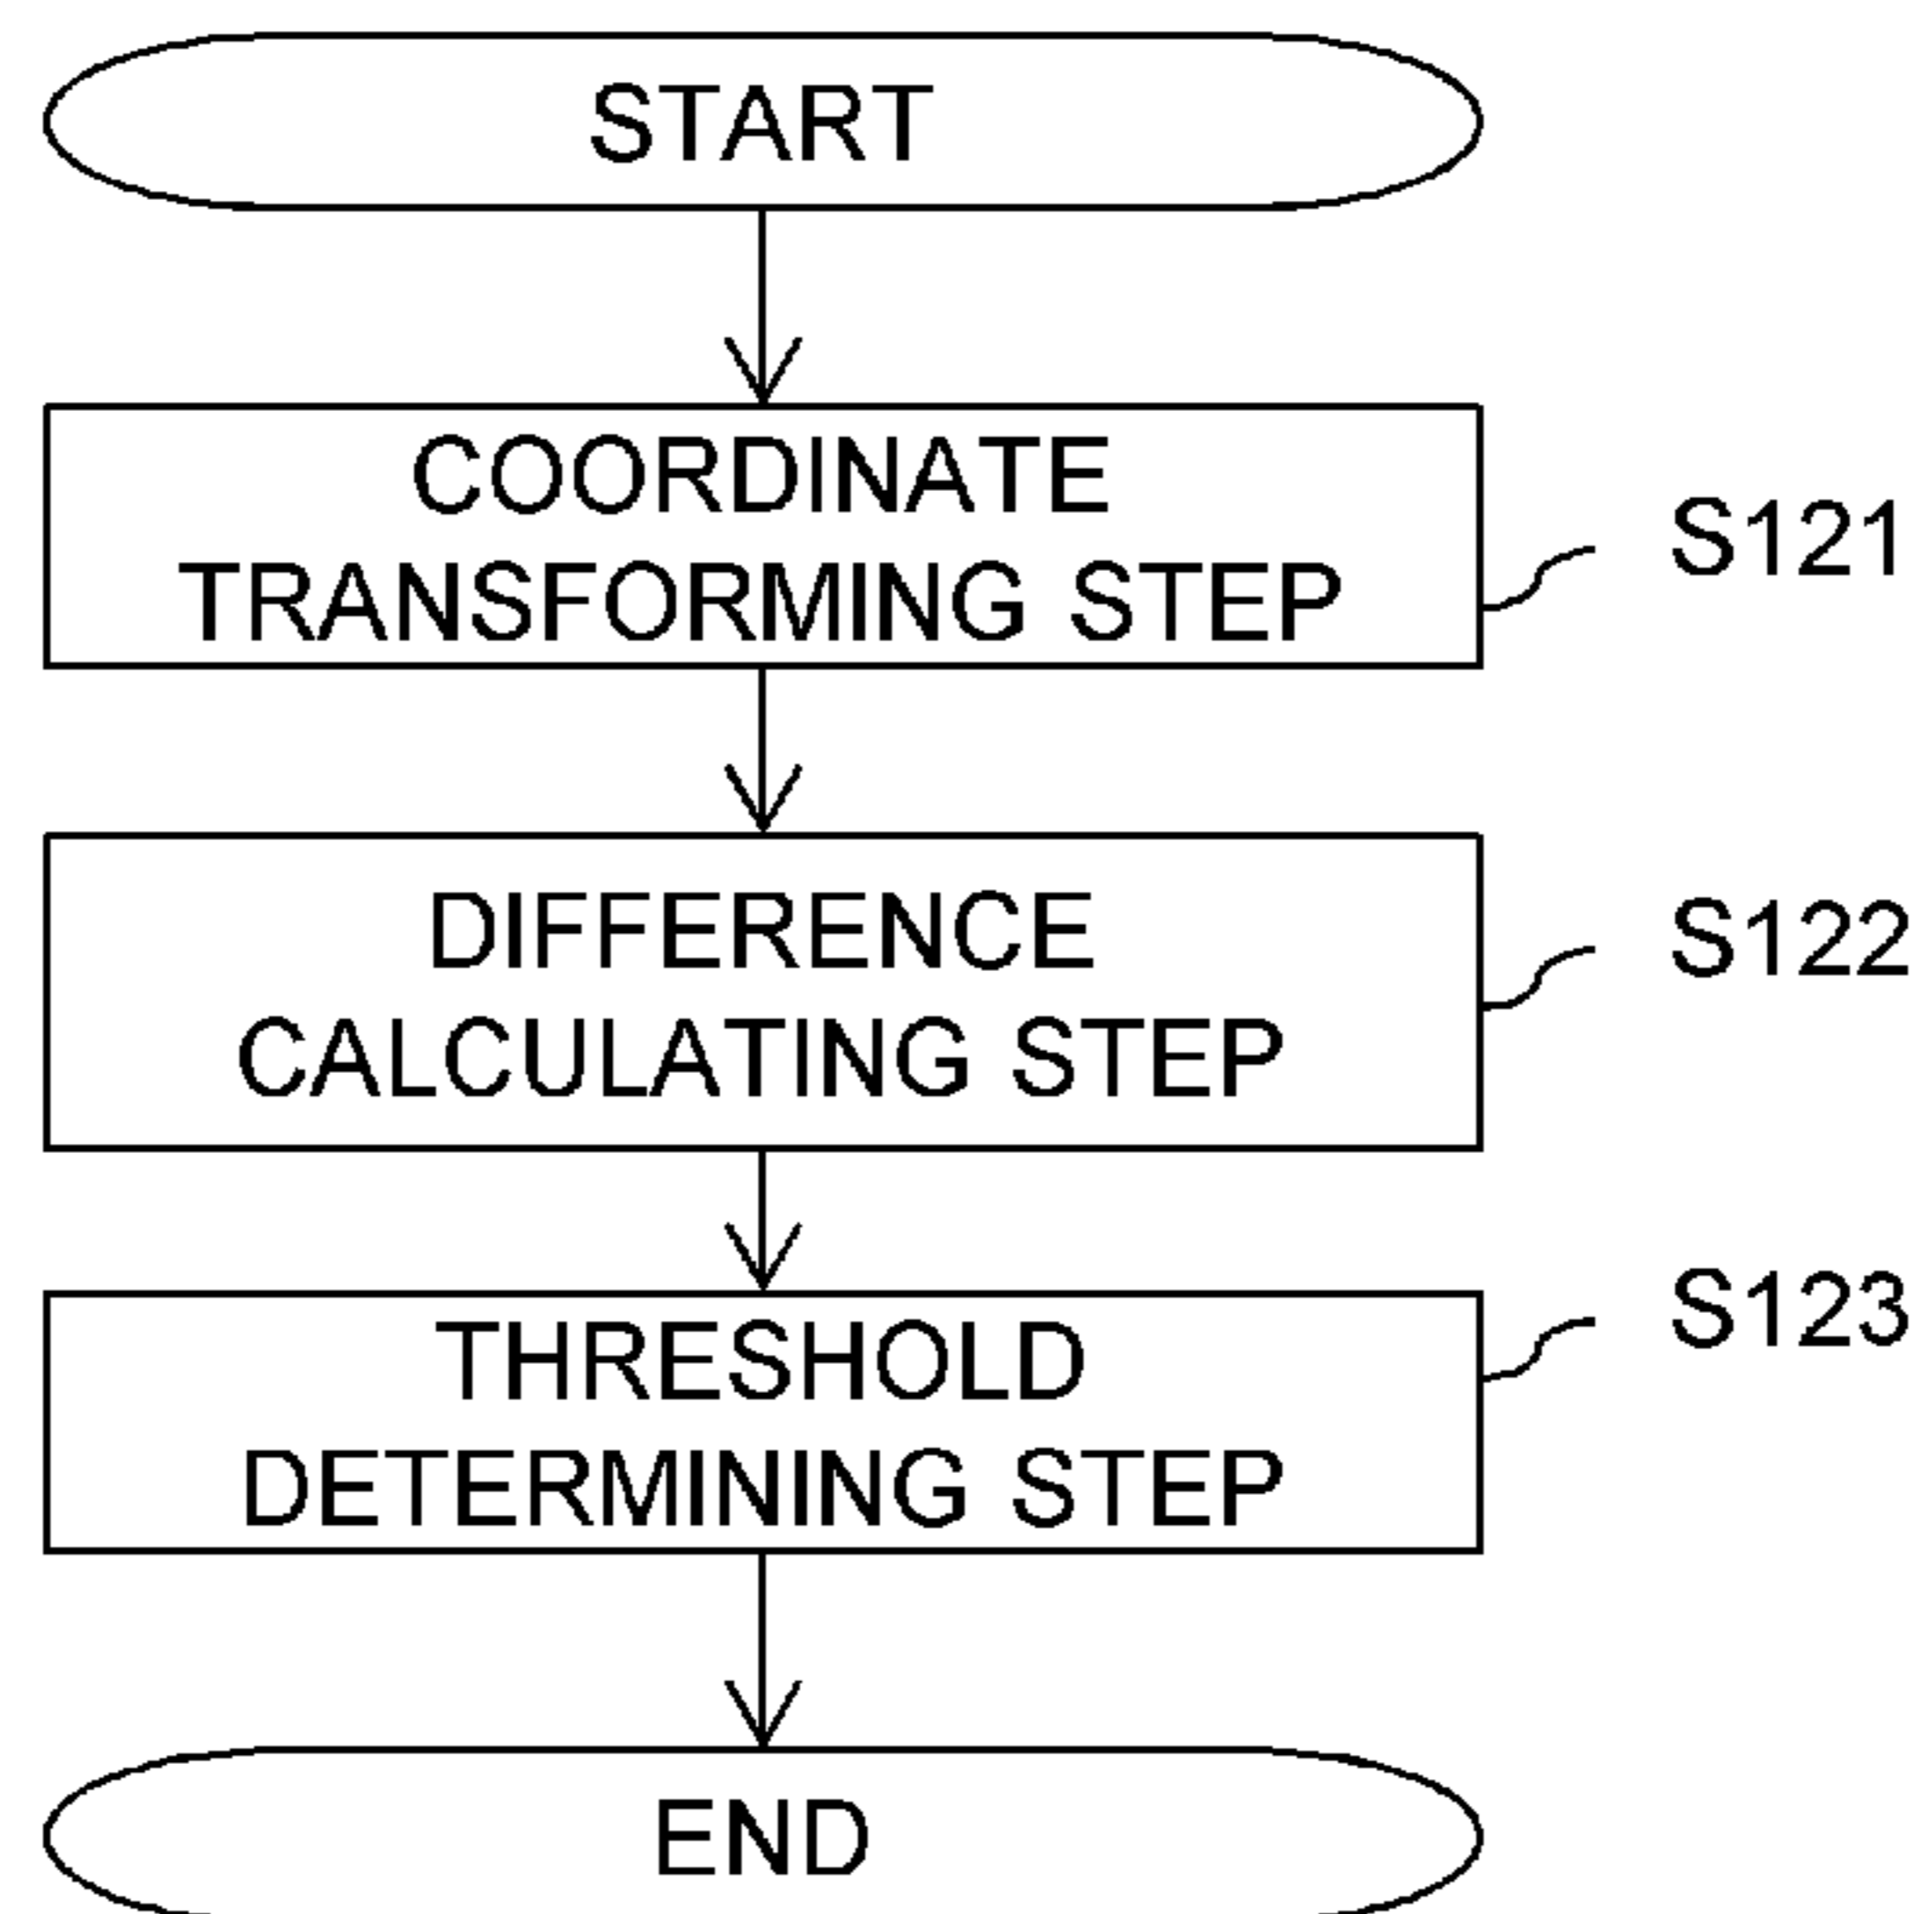 START
COORDINATE
TRANSFORMING STEP
S121
DIFFERENCE
CALCULATING STEP
S122
THRESHOLD
DETERMINING STEP
S123
END